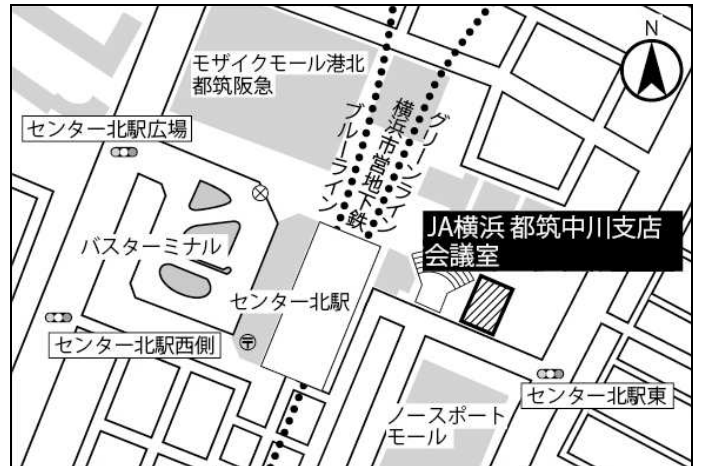 N
モザイクモール港北
都筑阪急
グリーンライン
横浜市営地下鉄
ブルーライン
センター北駅広場
JA横浜 都筑中川支店
会議室
バスターミナル
センター北駅
センター北駅西側
〒
センター北駅東
ノースポート
モール